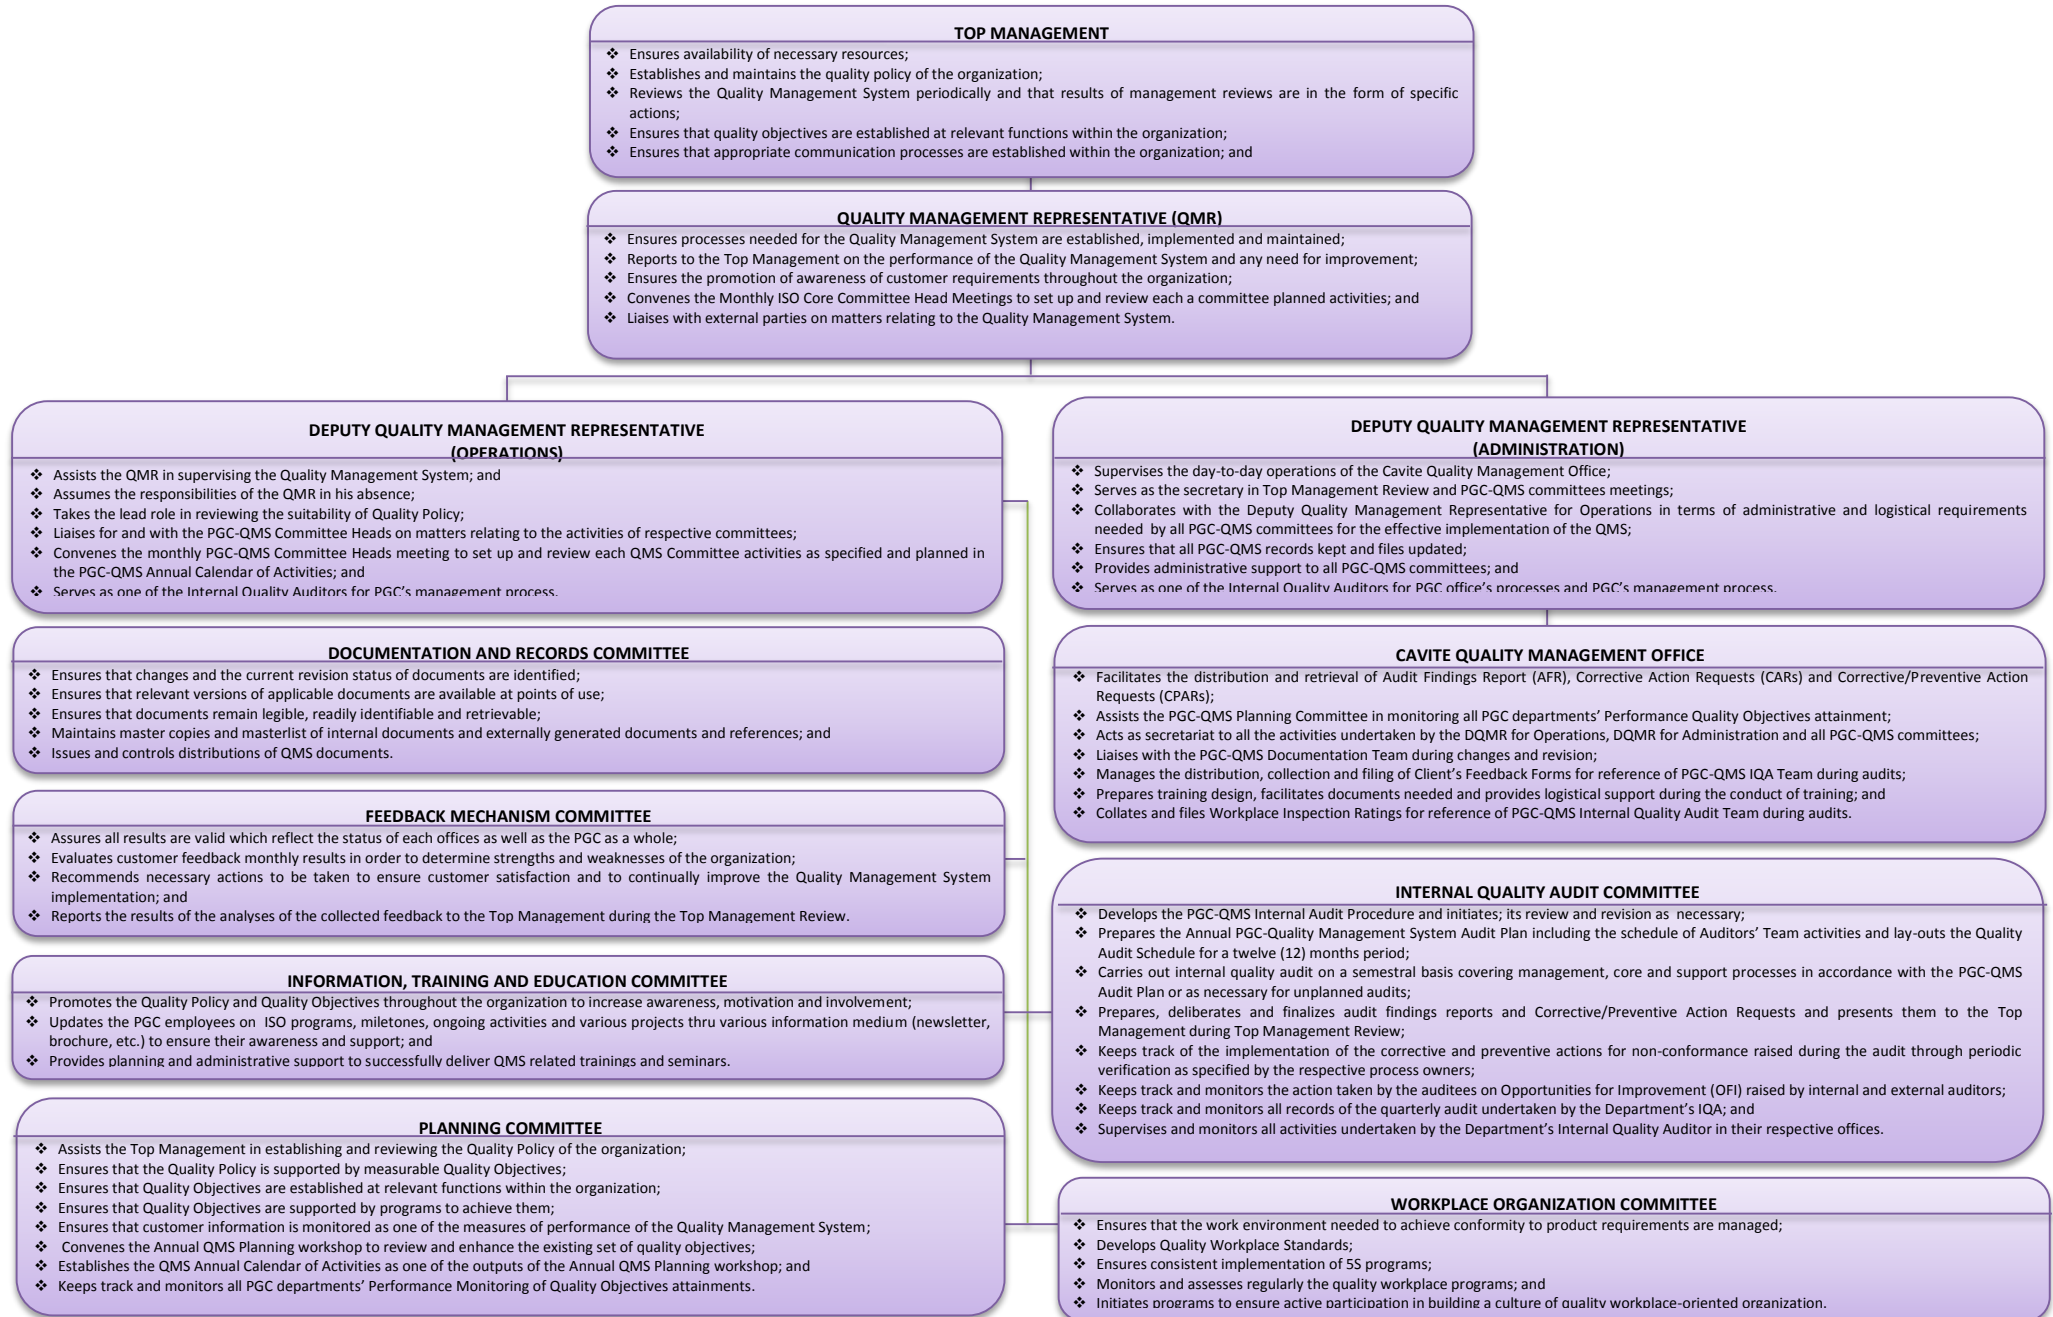 TOP MANAGEMENT
❖ Ensures availability of necessary resources;
❖ Establishes and maintains the quality policy of the organization;
❖ Reviews the Quality Management System periodically and that results of management reviews are in the form of specific
actions;
❖ Ensures that quality objectives are established at relevant functions within the organization;
❖ Ensures that appropriate communication processes are established within the organization; and
QUALITY MANAGEMENT REPRESENTATIVE (QMR)
❖ Ensures processes needed for the Quality Management System are established, implemented and maintained;
❖ Reports to the Top Management on the performance of the Quality Management System and any need for improvement;
❖ Ensures the promotion of awareness of customer requirements throughout the organization;
❖ Convenes the Monthly ISO Core Committee Head Meetings to set up and review each a committee planned activities; and
❖ Liaises with external parties on matters relating to the Quality Management System.
DEPUTY QUALITY MANAGEMENT REPRESENTATIVE
(OPERATIONS)
❖ Assists the QMR in supervising the Quality Management System; and
❖ Assumes the responsibilities of the QMR in his absence;
❖ Takes the lead role in reviewing the suitability of Quality Policy;
❖ Liaises for and with the PGC-QMS Committee Heads on matters relating to the activities of respective committees;
❖ Convenes the monthly PGC-QMS Committee Heads meeting to set up and review each QMS Committee activities as specified and planned in
the PGC-QMS Annual Calendar of Activities; and
❖ Serves as one of the Internal Quality Auditors for PGC's management process.
DEPUTY QUALITY MANAGEMENT REPRESENTATIVE
(ADMINISTRATION)
❖ Supervises the day-to-day operations of the Cavite Quality Management Office;
❖ Serves as the secretary in Top Management Review and PGC-QMS committees meetings;
❖ Collaborates with the Deputy Quality Management Representative for Operations in terms of administrative and logistical requirements
needed by all PGC-QMS committees for the effective implementation of the QMS;
❖ Ensures that all PGC-QMS records kept and files updated;
❖ Provides administrative support to all PGC-QMS committees; and
❖ Serves as one of the Internal Quality Auditors for PGC office's processes and PGC's management process.
DOCUMENTATION AND RECORDS COMMITTEE
❖ Ensures that changes and the current revision status of documents are identified;
❖ Ensures that relevant versions of applicable documents are available at points of use;
❖ Ensures that documents remain legible, readily identifiable and retrievable;
❖ Maintains master copies and masterlist of internal documents and externally generated documents and references; and
❖ Issues and controls distributions of QMS documents.
CAVITE QUALITY MANAGEMENT OFFICE
❖ Facilitates the distribution and retrieval of Audit Findings Report (AFR), Corrective Action Requests (CARs) and Corrective/Preventive Action
Requests (CPARs);
❖ Assists the PGC-QMS Planning Committee in monitoring all PGC departments' Performance Quality Objectives attainment;
❖ Acts as secretariat to all the activities undertaken by the DQMR for Operations, DQMR for Administration and all PGC-QMS committees;
❖ Liaises with the PGC-QMS Documentation Team during changes and revision;
❖ Manages the distribution, collection and filing of Client's Feedback Forms for reference of PGC-QMS IQA Team during audits;
❖ Prepares training design, facilitates documents needed and provides logistical support during the conduct of training; and
❖ Collates and files Workplace Inspection Ratings for reference of PGC-QMS Internal Quality Audit Team during audits.
FEEDBACK MECHANISM COMMITTEE
❖ Assures all results are valid which reflect the status of each offices as well as the PGC as a whole;
❖ Evaluates customer feedback monthly results in order to determine strengths and weaknesses of the organization;
❖ Recommends necessary actions to be taken to ensure customer satisfaction and to continually improve the Quality Management System
implementation; and
❖ Reports the results of the analyses of the collected feedback to the Top Management during the Top Management Review.
INTERNAL QUALITY AUDIT COMMITTEE
❖ Develops the PGC-QMS Internal Audit Procedure and initiates; its review and revision as necessary;
❖ Prepares the Annual PGC-Quality Management System Audit Plan including the schedule of Auditors' Team activities and lay-outs the Quality
Audit Schedule for a twelve (12) months period;
❖ Carries out internal quality audit on a semestral basis covering management, core and support processes in accordance with the PGC-QMS
Audit Plan or as necessary for unplanned audits;
❖ Prepares, deliberates and finalizes audit findings reports and Corrective/Preventive Action Requests and presents them to the Top
Management during Top Management Review;
❖ Keeps track of the implementation of the corrective and preventive actions for non-conformance raised during the audit through periodic
verification as specified by the respective process owners;
❖ Keeps track and monitors the action taken by the auditees on Opportunities for Improvement (OFI) raised by internal and external auditors;
❖ Keeps track and monitors all records of the quarterly audit undertaken by the Department's IQA; and
❖ Supervises and monitors all activities undertaken by the Department's Internal Quality Auditor in their respective offices.
INFORMATION, TRAINING AND EDUCATION COMMITTEE
❖ Promotes the Quality Policy and Quality Objectives throughout the organization to increase awareness, motivation and involvement;
❖ Updates the PGC employees on ISO programs, miletones, ongoing activities and various projects thru various information medium (newsletter,
brochure, etc.) to ensure their awareness and support; and
❖ Provides planning and administrative support to successfully deliver QMS related trainings and seminars.
PLANNING COMMITTEE
❖ Assists the Top Management in establishing and reviewing the Quality Policy of the organization;
❖ Ensures that the Quality Policy is supported by measurable Quality Objectives;
❖ Ensures that Quality Objectives are established at relevant functions within the organization;
❖ Ensures that Quality Objectives are supported by programs to achieve them;
❖ Ensures that customer information is monitored as one of the measures of performance of the Quality Management System;
❖ Convenes the Annual QMS Planning workshop to review and enhance the existing set of quality objectives;
❖ Establishes the QMS Annual Calendar of Activities as one of the outputs of the Annual QMS Planning workshop; and
❖ Keeps track and monitors all PGC departments' Performance Monitoring of Quality Objectives attainments.
WORKPLACE ORGANIZATION COMMITTEE
❖ Ensures that the work environment needed to achieve conformity to product requirements are managed;
❖ Develops Quality Workplace Standards;
❖ Ensures consistent implementation of 5S programs;
❖ Monitors and assesses regularly the quality workplace programs; and
❖ Initiates programs to ensure active participation in building a culture of quality workplace-oriented organization.